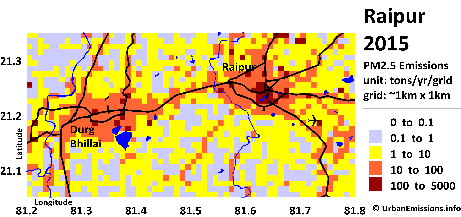 Raipur
2015
PM2.5 Emissions
unit: tons/yr/grid
grid: ~1km x 1km
0 to 0.1
0.1 to 1
1 to 10
10 to 100
100 to 5000
© UrbanEmissions.info
21.3
21.2
21.1
Latitude
Raipur
Durg
Bhillai
Longitude
81.2 81.3 81.4 81.5 81.6 81.7 81.8